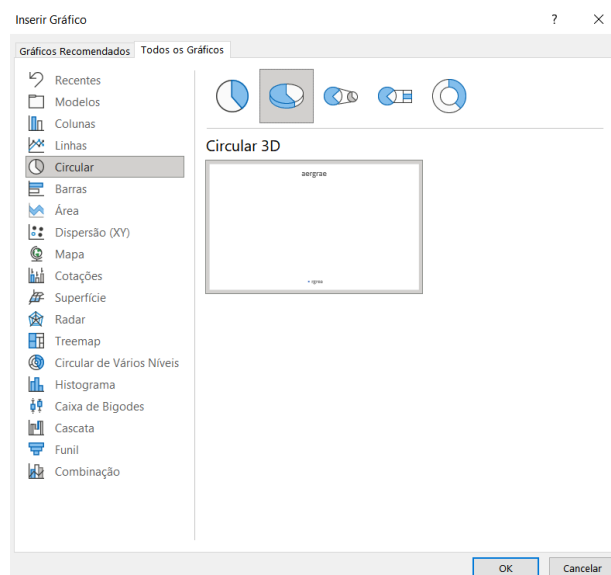 Inserir Gráfico
?
Gráficos Recomendados
Todos os Gráficos
Recentes
Modelos
Colunas
Linhas
Circular
Barras
Área
Dispersão (XY)
Mapa
Cotações
Superfície
Radar
Treemap
Circular de Vários Níveis
Histograma
Caixa de Bigodes
Cascata
Funil
Combinação
Circular 3D
aergrae
OK
Cancelar